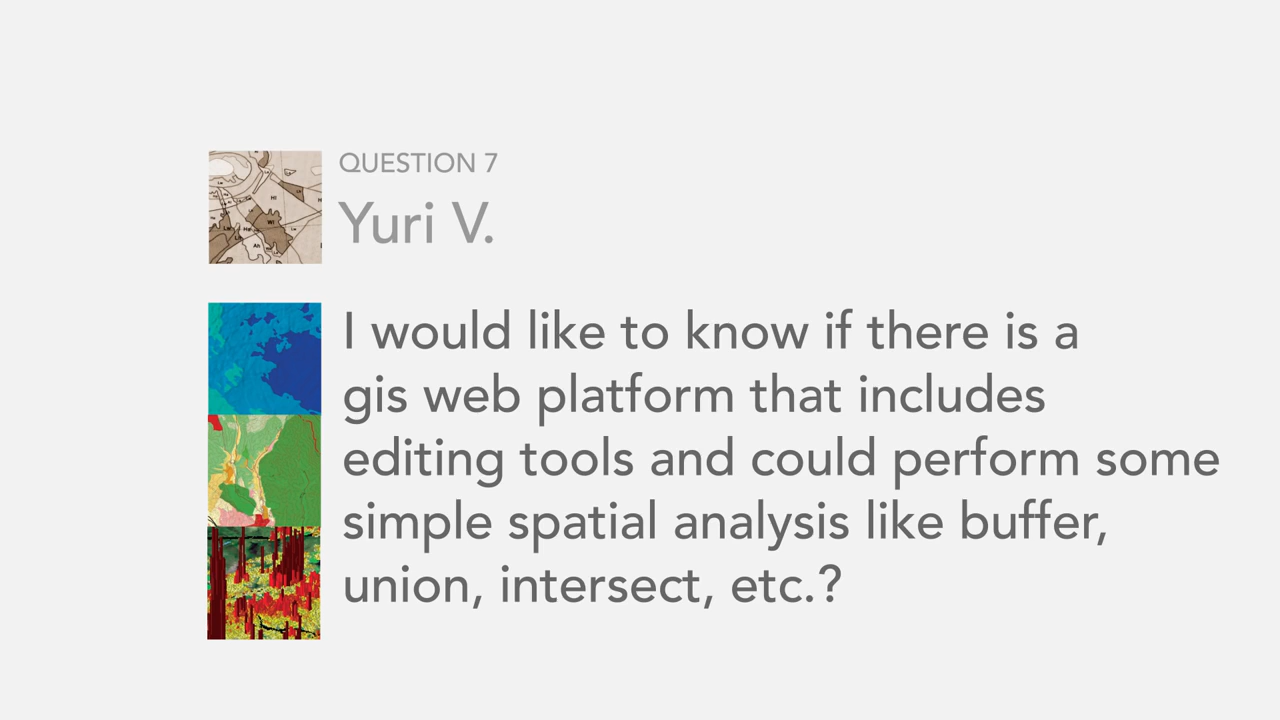 QUESTION 7
Yuri V.
I would like to know if there is a
gis web platform that includes
editing tools and could perform some
simple spatial analysis like buffer,
union, intersect, etc.?